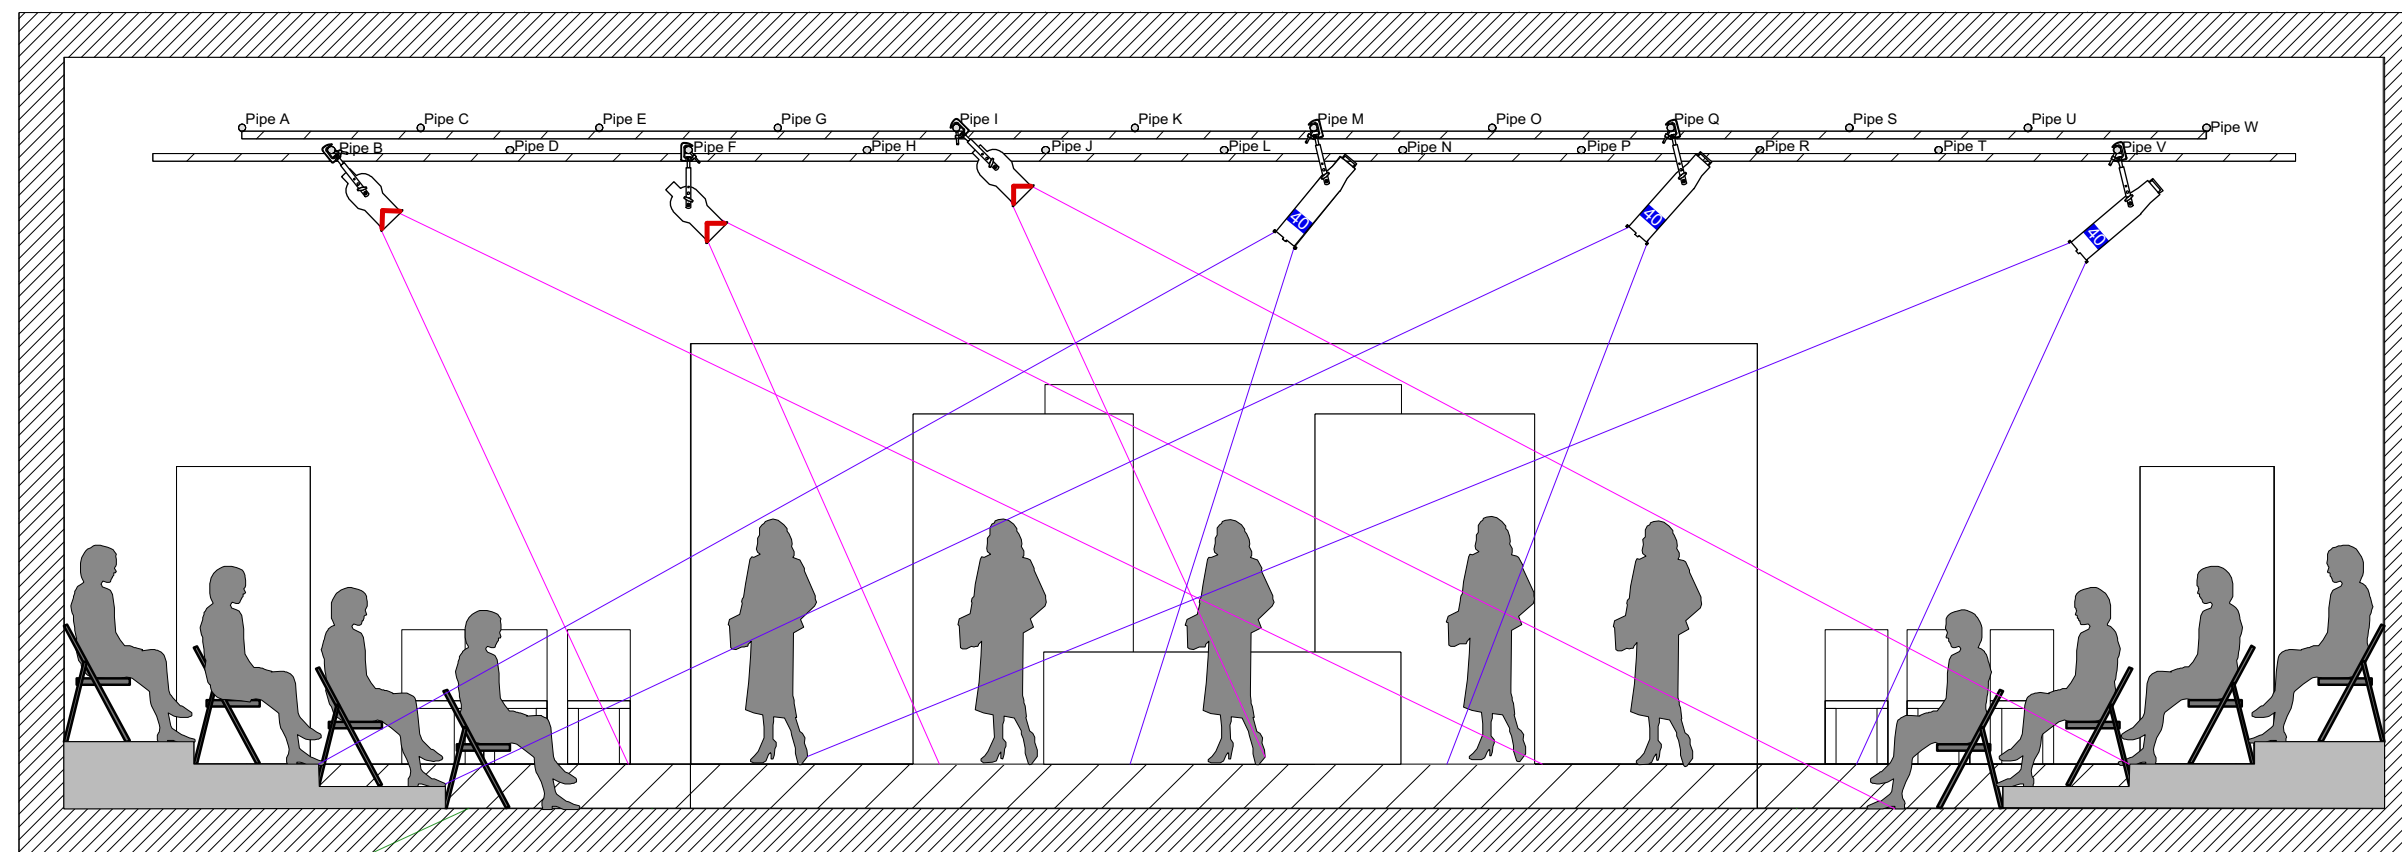 Pipe A
Pipe C
Pipe E
Pipe G
Pipe I
Pipe K
Pipe M
Pipe O
Pipe Q
Pipe S
Pipe U
Pipe W
Pipe B
Pipe D
Pipe F
Pipe H
Pipe J
Pipe L
Pipe N
Pipe P
Pipe R
Pipe T
Pipe V
40
40
40